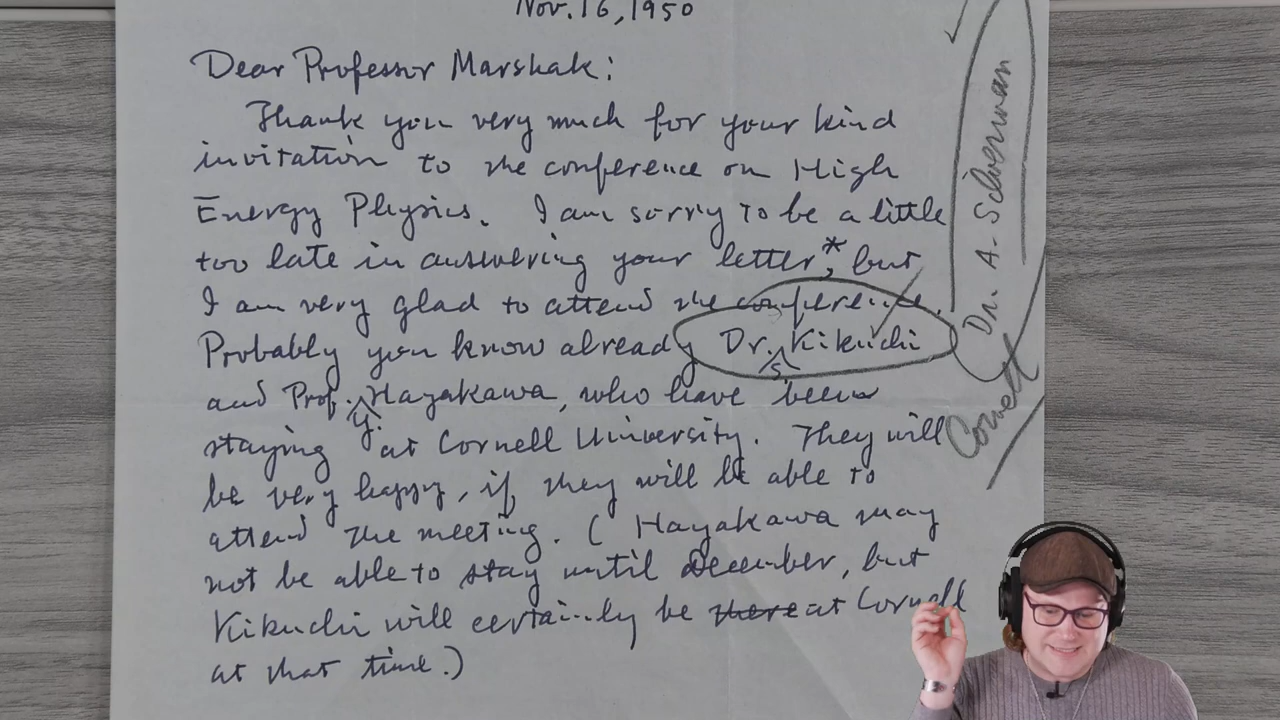 Nov. 16, 1950
Dear Professor Marshak:
Thank you very much for your kind
invitation to the conference on High
Energy Physics. I am sorry to be a little
too late in answering your letter,* but
I am very glad to attend the conference.
Probably you know already Dr. S. Kikuchi
and Prof. Y. Hayakawa, who have been
staying at Cornell University. They will
be very happy, if they will be able to
attend the meeting. ( Hayakawa may
not be able to stay until December, but
Kikuchi will certainly be there at Cornell
at that time.)
Dr. A. Silverman
Cornell